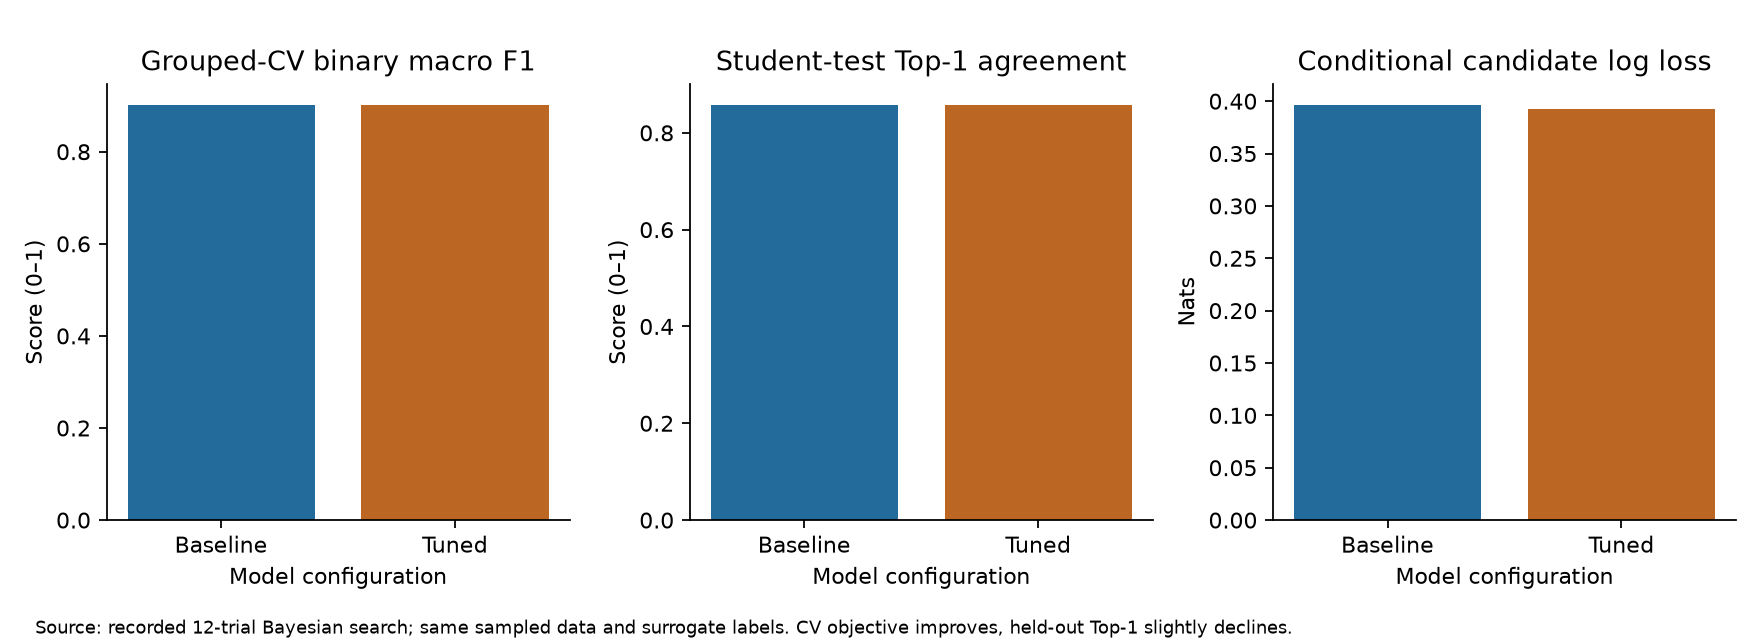 Grouped-CV binary macro F1
Score (0–1)
0.8
0.6
0.4
0.2
0.0
Baseline
Tuned
Model configuration
Student-test Top-1 agreement
Score (0–1)
0.8
0.6
0.4
0.2
0.0
Baseline
Tuned
Model configuration
Conditional candidate log loss
Nats
0.40
0.35
0.30
0.25
0.20
0.15
0.10
0.05
0.00
Baseline
Tuned
Model configuration
Source: recorded 12-trial Bayesian search; same sampled data and surrogate labels. CV objective improves, held-out Top-1 slightly declines.